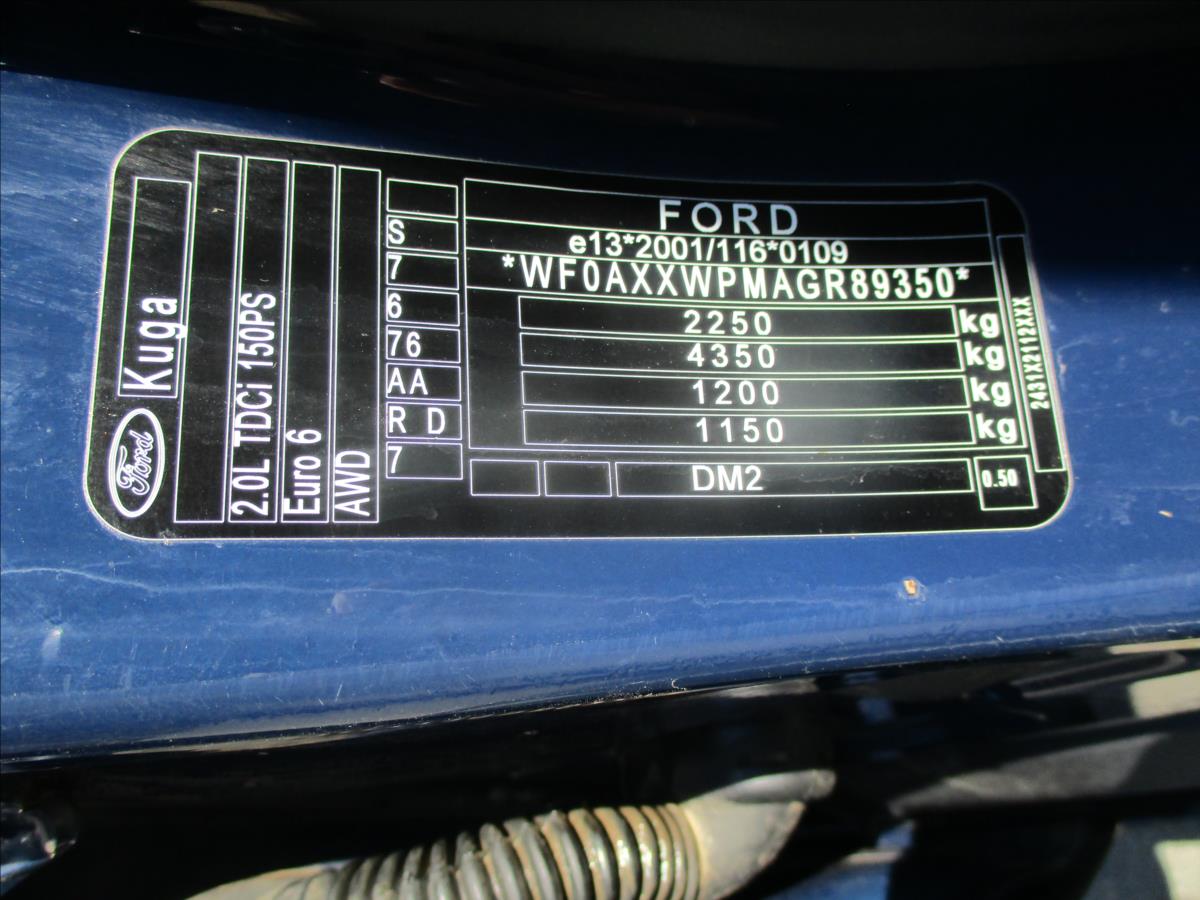 Ford
Kuga
2.0L TDCi 150PS
Euro 6
AWD
S
7
6
76
AA
R D
7
FORD
e13*2001/116*0109
*WF0AXXWPMAGR89350*
2250 kg
4350 kg
1200 kg
1150 kg
DM2
0.50
2431X2112XXX